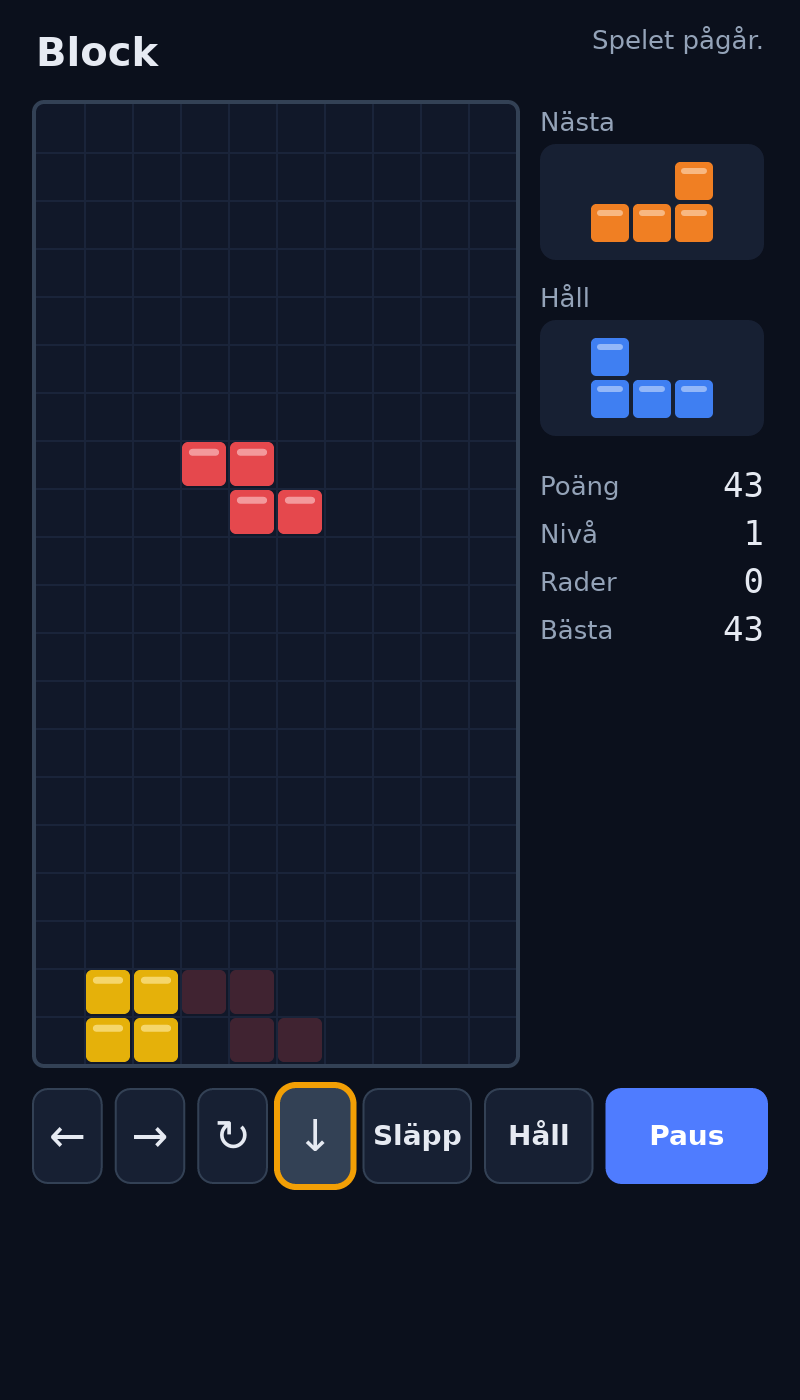 Block
Spelet pågår.
Nästa
Håll
Poäng 43
Nivå 1
Rader 0
Bästa 43
← → ↻ ↓ Släpp Håll Paus